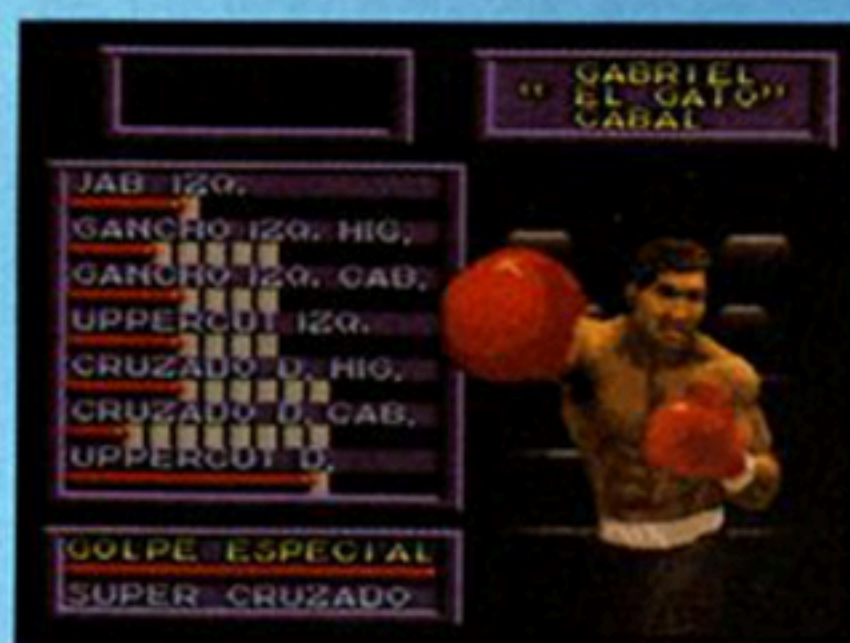 GABRIEL
"EL GATO"
CABAL
JAB IZQ.
GANCHO IZQ. HIG.
GANCHO IZQ. CAB.
UPPERCUT IZQ.
CRUZADO D. HIG.
CRUZADO D. CAB.
UPPERCUT D.
GOLPE ESPECIAL
SUPER CRUZADO